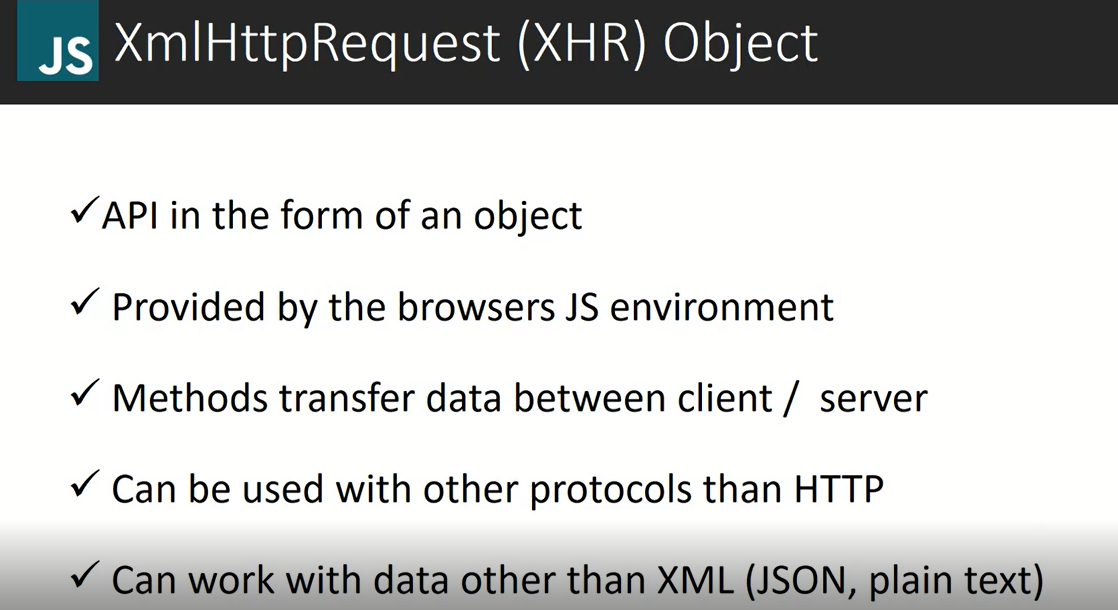 JS XmlHttpRequest (XHR) Object
✓API in the form of an object
✓ Provided by the browsers JS environment
✓ Methods transfer data between client / server
✓ Can be used with other protocols than HTTP
✓ Can work with data other than XML (JSON, plain text)